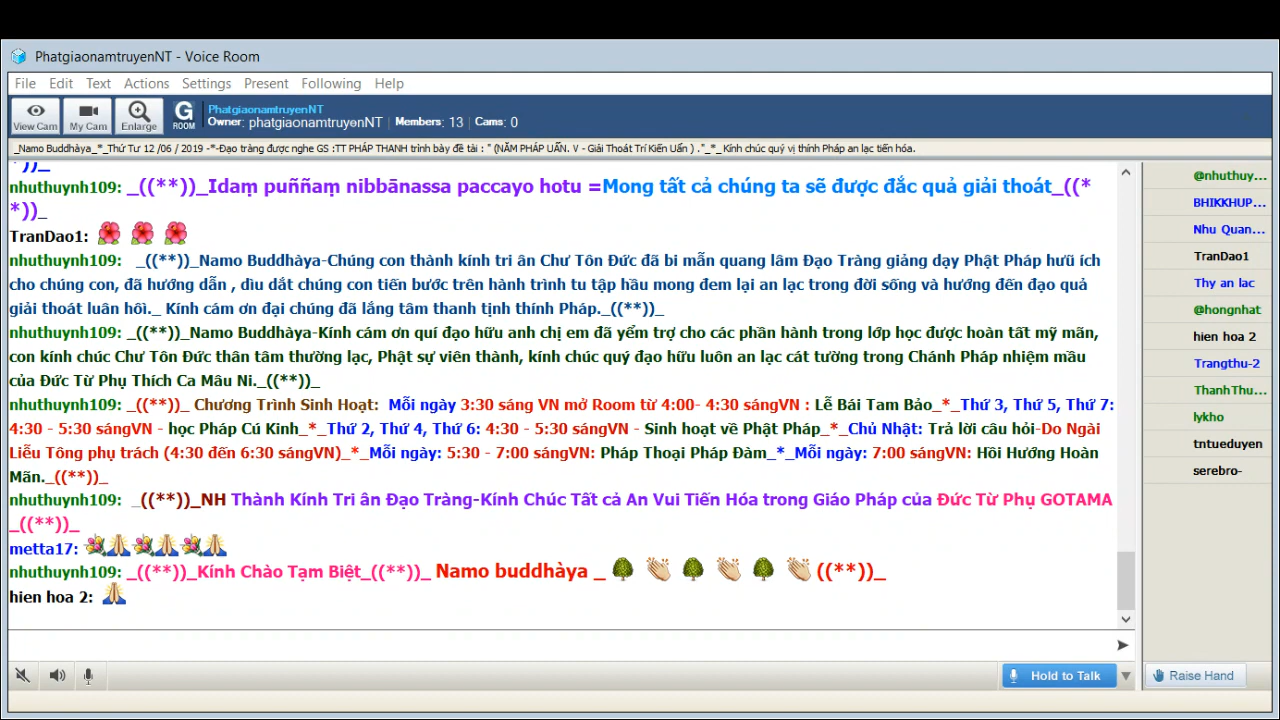 PhatgiaonamtruyenNT - Voice Room
File Edit Text Actions Settings Present Following Help
View Cam
My Cam
Enlarge
G ROOM
PhatgiaonamtruyenNT
Owner: phatgiaonamtruyenNT | Members: 13 | Cams: 0
_Namo Buddhàya_*_Thứ Tư 12 /06 / 2019 -*-Đạo tràng được nghe GS :TT PHÁP THANH trình bày đề tài : " (NĂM PHÁP UẨN. V - Giải Thoát Trí Kiến Uẩn ) ."_*_ Kính chúc quý vị thính Pháp an lạc tiến hóa.
*))_
nhuthuynh109: _((**))_Idaṃ puññaṃ nibbānassa paccayo hotu =Mong tất cả chúng ta sẽ được đắc quả giải thoát_((*
*))_
TranDao1:
nhuthuynh109: _((**))_Namo Buddhàya-Chúng con thành kính tri ân Chư Tôn Đức đã bi mẫn quang lâm Đạo Tràng giảng dạy Phật Pháp hưũ ích
cho chúng con, đã hướng dẫn , dìu dắt chúng con tiến bước trên hành trình tu tập hầu mong đem lại an lạc trong đời sống và hướng đến đạo quả
giải thoát luân hồi._ Kính cám ơn đại chúng đã lắng tâm thanh tịnh thính Pháp._((**))_
nhuthuynh109: _((**))_Namo Buddhàya-Kính cám ơn quí đạo hữu anh chị em đã yểm trợ cho các phần hành trong lớp học được hoàn tất mỹ mãn,
con kính chúc Chư Tôn Đức thân tâm thường lạc, Phật sự viên thành, kính chúc quý đạo hữu luôn an lạc cát tường trong Chánh Pháp nhiệm mầu
của Đức Từ Phụ Thích Ca Mâu Ni._((**))_
nhuthuynh109: _((**))_ Chương Trình Sinh Hoạt: Mỗi ngày 3:30 sáng VN mở Room từ 4:00- 4:30 sángVN : Lễ Bái Tam Bảo_*_Thứ 3, Thứ 5, Thứ 7:
4:30 - 5:30 sángVN - học Pháp Cú Kinh_*_Thứ 2, Thứ 4, Thứ 6: 4:30 - 5:30 sángVN - Sinh hoạt về Phật Pháp_*_Chủ Nhật: Trả lời câu hỏi-Do Ngài
Liễu Tông phụ trách (4:30 đến 6:30 sángVN)_*_Mỗi ngày: 5:30 - 7:00 sángVN: Pháp Thoại Pháp Đàm_*_Mỗi ngày: 7:00 sángVN: Hồi Hướng Hoàn
Mãn._((**))_
nhuthuynh109: _((**))_NH Thành Kính Tri ân Đạo Tràng-Kính Chúc Tất cả An Vui Tiến Hóa trong Giáo Pháp của Đức Từ Phụ GOTAMA
_((**))_
metta17:
nhuthuynh109: _((**))_Kính Chào Tạm Biệt_((**))_ Namo buddhàya _ ((**))_
hien hoa 2:
@nhuthuy...
BHIKKHUP...
Nhu Quan...
TranDao1
Thy an lac
@hongnhat
hien hoa 2
Trangthu-2
ThanhThu...
lykho
tntueduyen
serebro-
Hold to Talk
Raise Hand